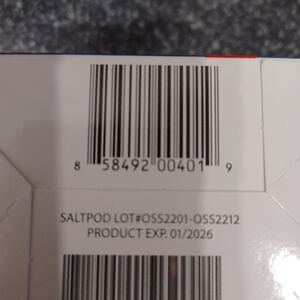 8 58492 00401 9
SALTPOD LOT#OSS2201-OSS2212
PRODUCT EXP. 01/2026